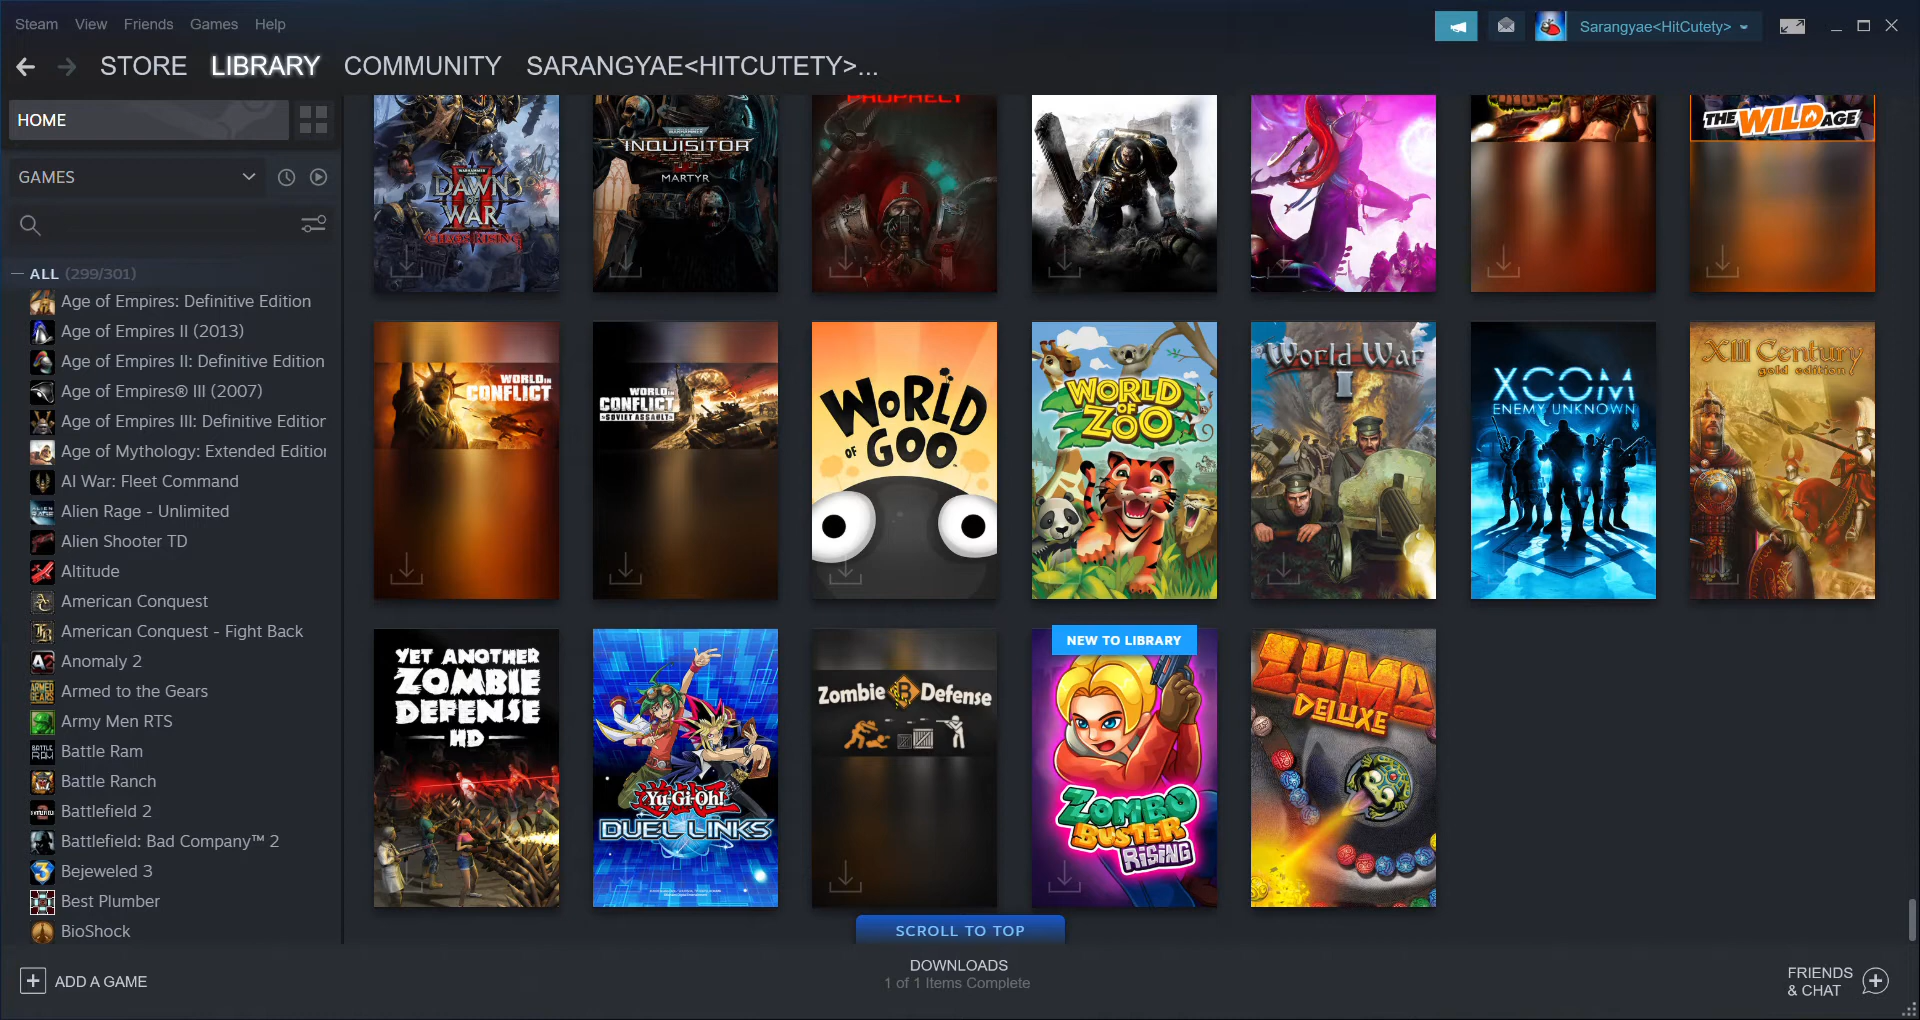 Steam View Friends Games Help
Sarangyae<HitCutety>
STORE LIBRARY COMMUNITY SARANGYAE<HITCUTETY>...
HOME
GAMES
ALL (299/301)
Age of Empires: Definitive Edition
Age of Empires II (2013)
Age of Empires II: Definitive Edition
Age of Empires® III (2007)
Age of Empires III: Definitive Edition
Age of Mythology: Extended Edition
AI War: Fleet Command
Alien Rage - Unlimited
Alien Shooter TD
Altitude
American Conquest
American Conquest - Fight Back
Anomaly 2
Armed to the Gears
Army Men RTS
Battle Ram
Battle Ranch
Battlefield 2
Battlefield: Bad Company™ 2
Bejeweled 3
Best Plumber
BioShock
WARHAMMER
DAWN OF WAR II
CHAOS RISING
WARHAMMER
INQUISITOR
MARTYR
PROPHECY
THE WILD AGE
WORLD IN CONFLICT
WORLD IN CONFLICT
SOVIET ASSAULT
WORLD OF GOO
WORLD OF ZOO
World War I
XCOM
ENEMY UNKNOWN
XIII Century
gold edition
YET ANOTHER
ZOMBIE
DEFENSE
HD
Yu-Gi-Oh!
DUEL LINKS
Zombie Defense
NEW TO LIBRARY
ZOMBO
BUSTER
RISING
ZUMA
DELUXE
SCROLL TO TOP
ADD A GAME
DOWNLOADS
1 of 1 Items Complete
FRIENDS
& CHAT